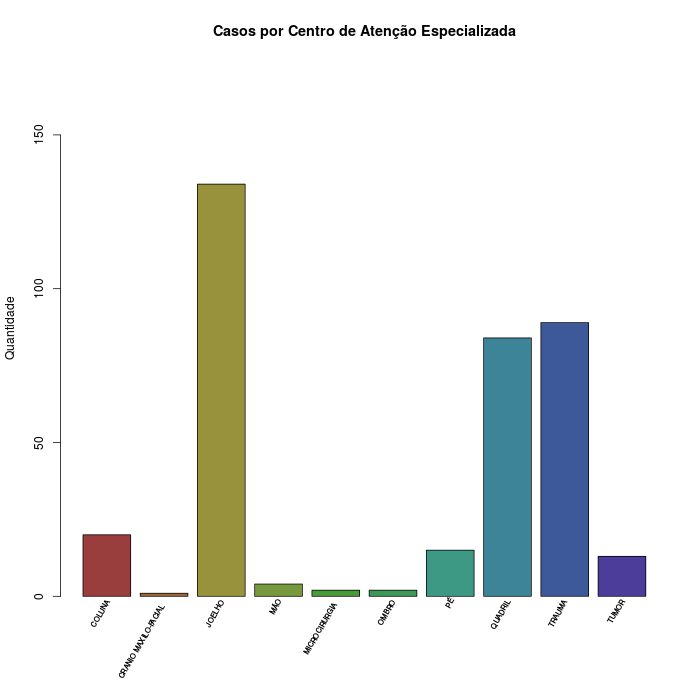 Casos por Centro de Atenção Especializada
Quantidade
150
100
50
0
COLUNA
CRANIO MAXILO-FACIAL
JOELHO
MÃO
MICROCIRURGIA
OMBRO
PÉ
QUADRIL
TRAUMA
TUMOR